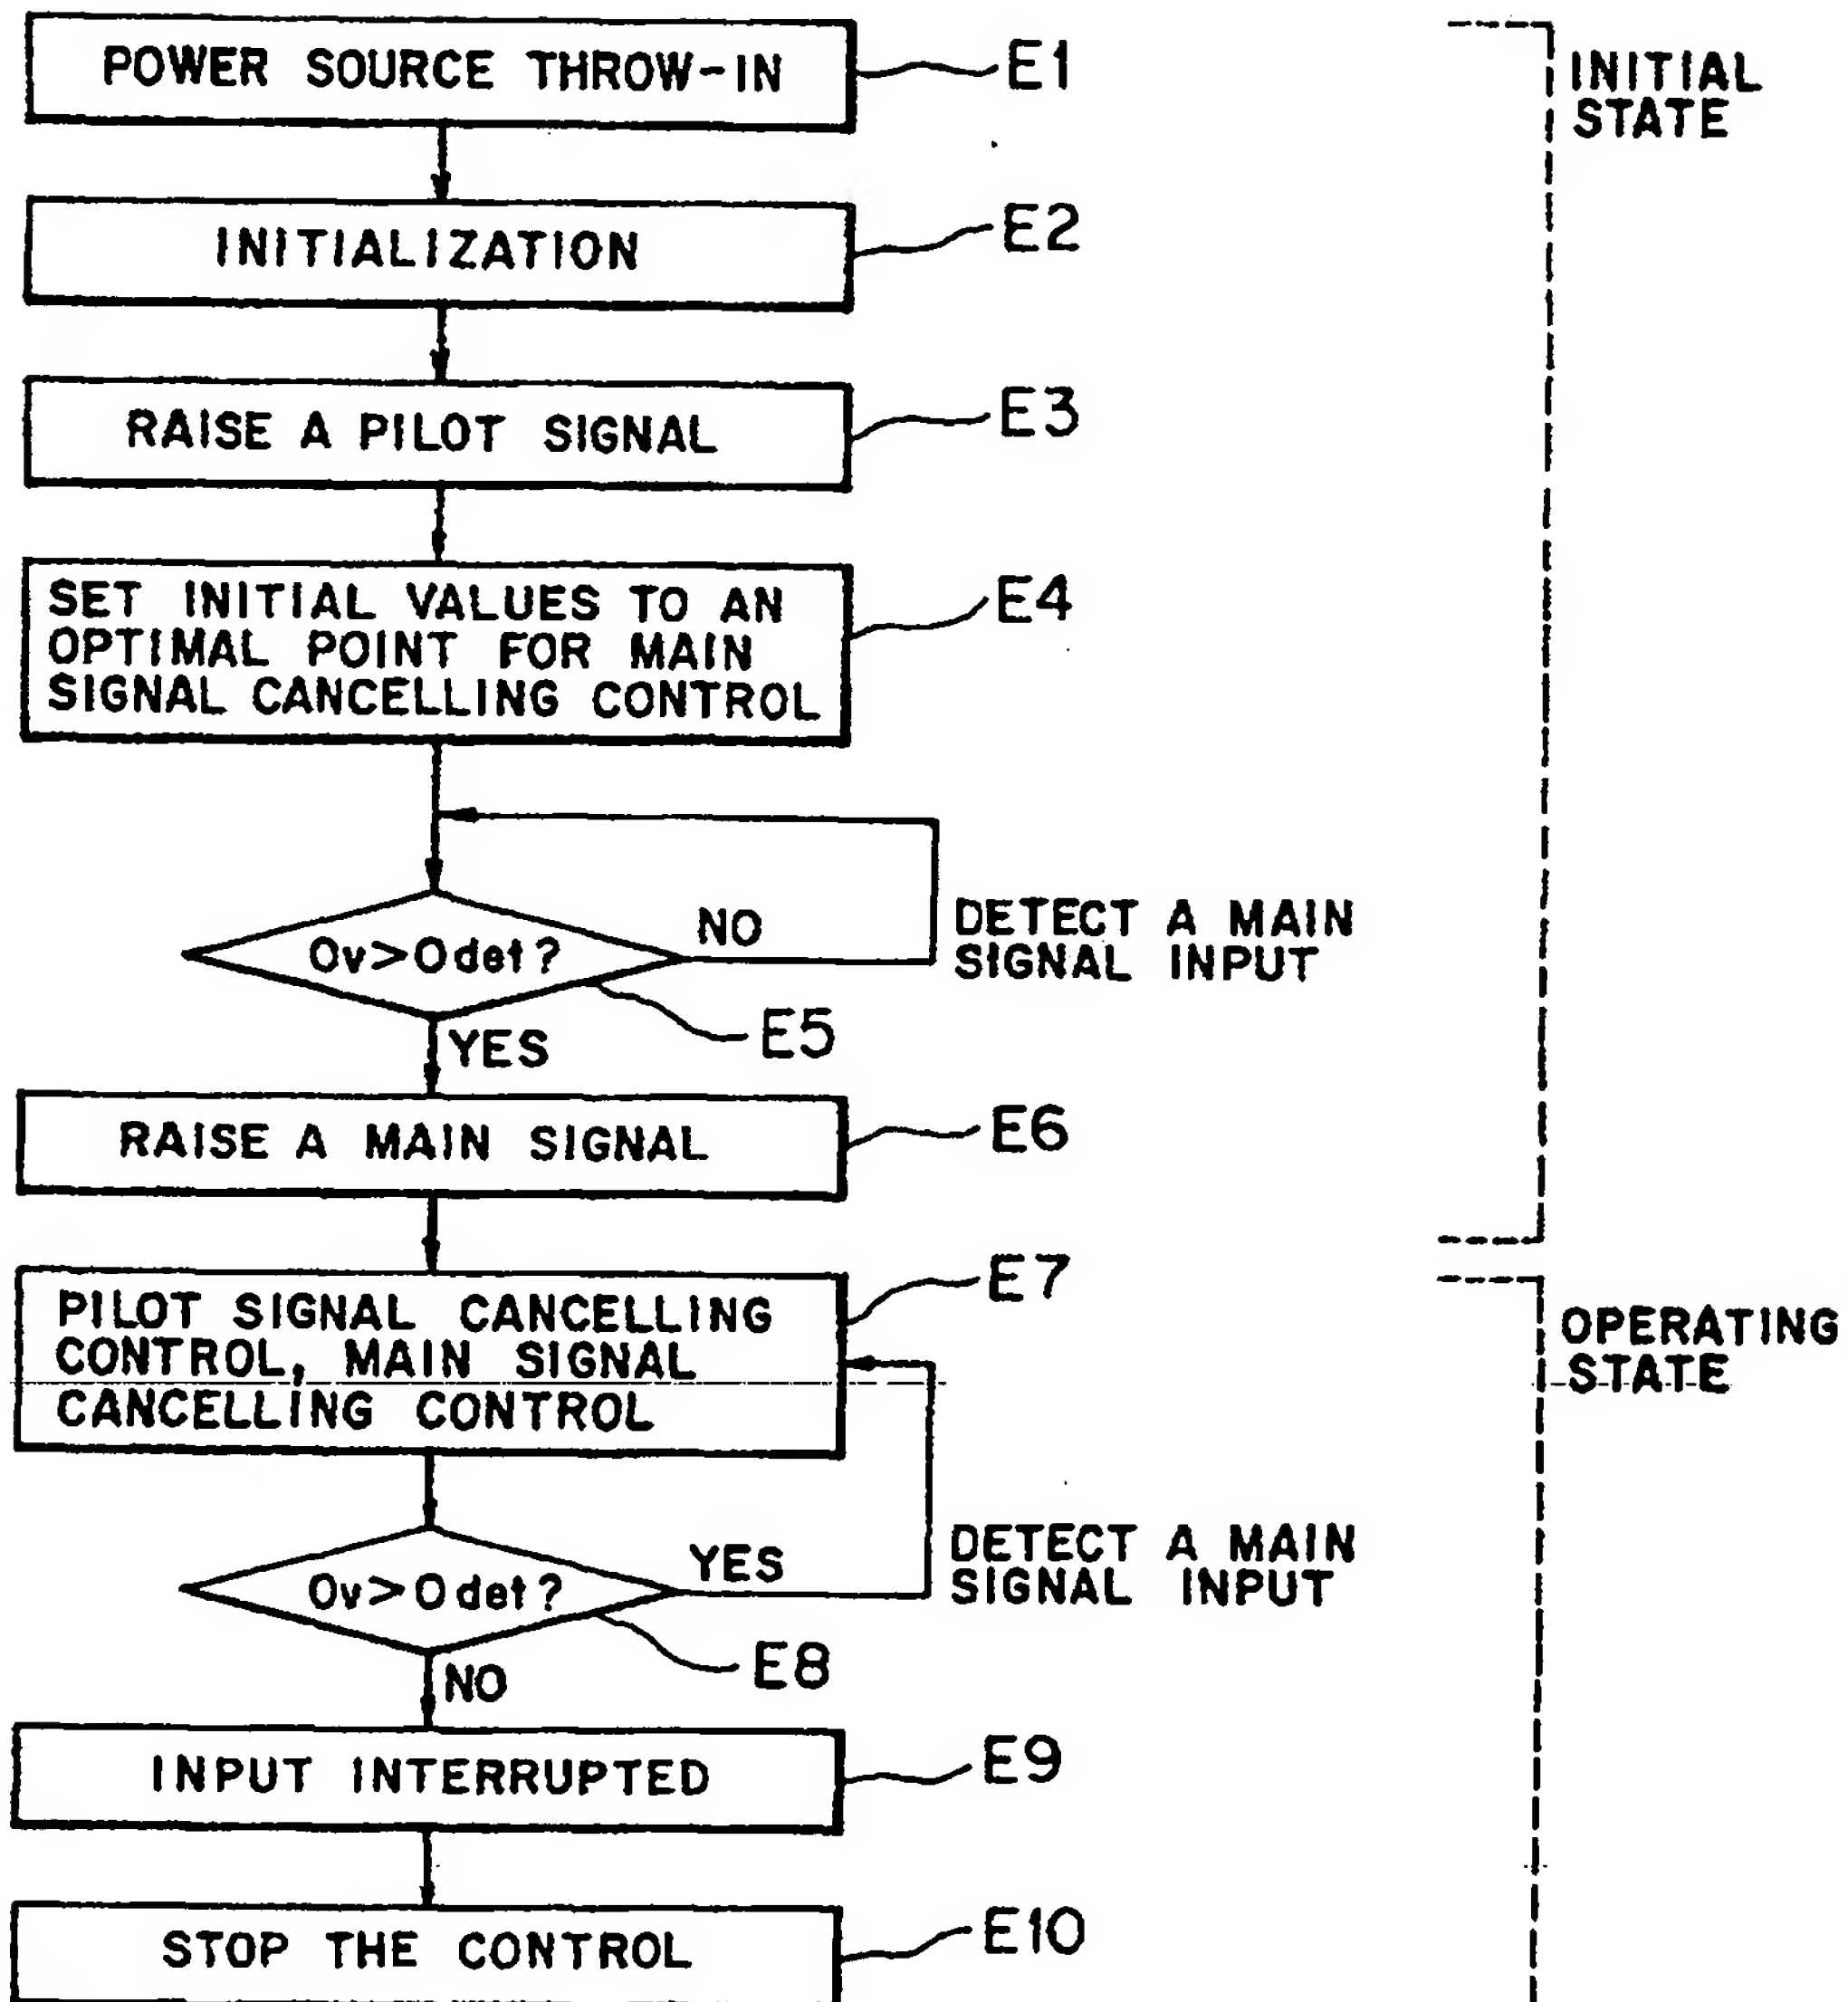 POWER SOURCE THROW-IN
E1
INITIAL
STATE
INITIALIZATION
E2
RAISE A PILOT SIGNAL
E3
SET INITIAL VALUES TO AN
OPTIMAL POINT FOR MAIN
SIGNAL CANCELLING CONTROL
E4
Ov>Odet?
NO
DETECT A MAIN
SIGNAL INPUT
E5
YES
RAISE A MAIN SIGNAL
E6
PILOT SIGNAL CANCELLING
CONTROL, MAIN SIGNAL
CANCELLING CONTROL
E7
OPERATING
STATE
Ov>Odet?
YES
DETECT A MAIN
SIGNAL INPUT
E8
NO
INPUT INTERRUPTED
E9
STOP THE CONTROL
E10